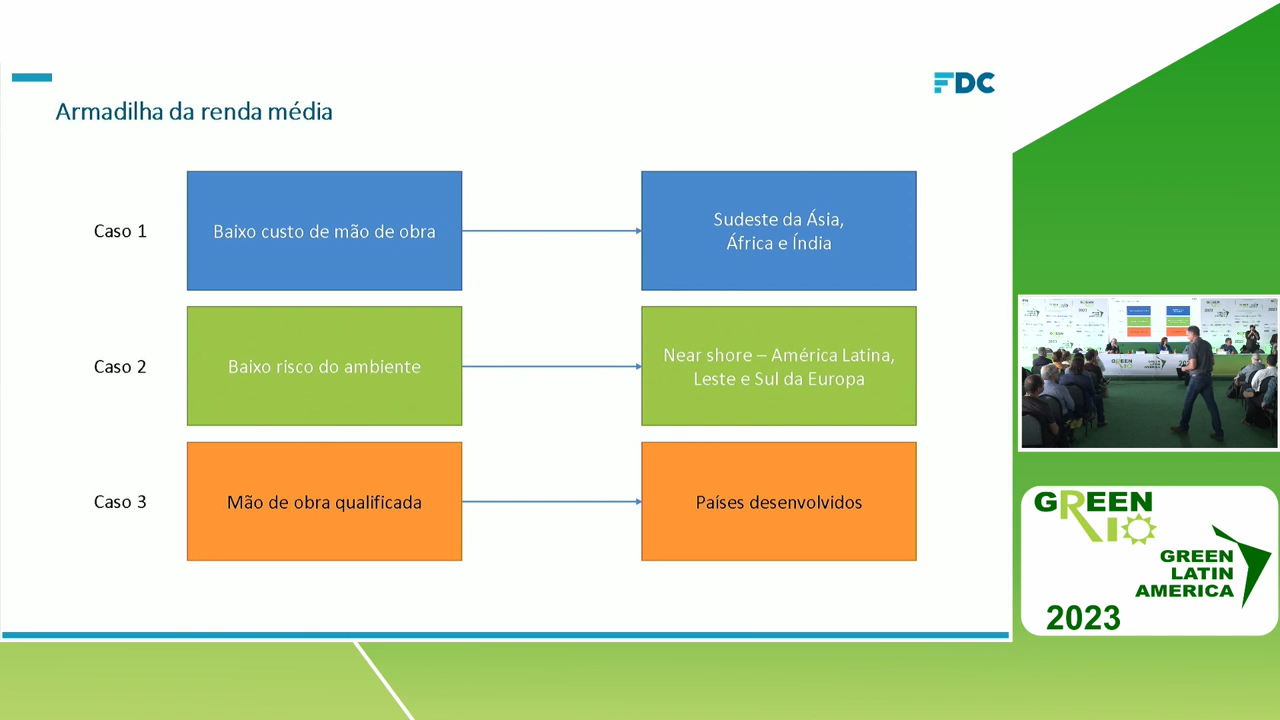 FDC
Armadilha da renda média
Caso 1
Baixo custo de mão de obra
Sudeste da Ásia,
África e Índia
Caso 2
Baixo risco do ambiente
Near shore – América Latina,
Leste e Sul da Europa
Caso 3
Mão de obra qualificada
Países desenvolvidos
GREEN
RIO
GREEN
LATIN
AMERICA
2023